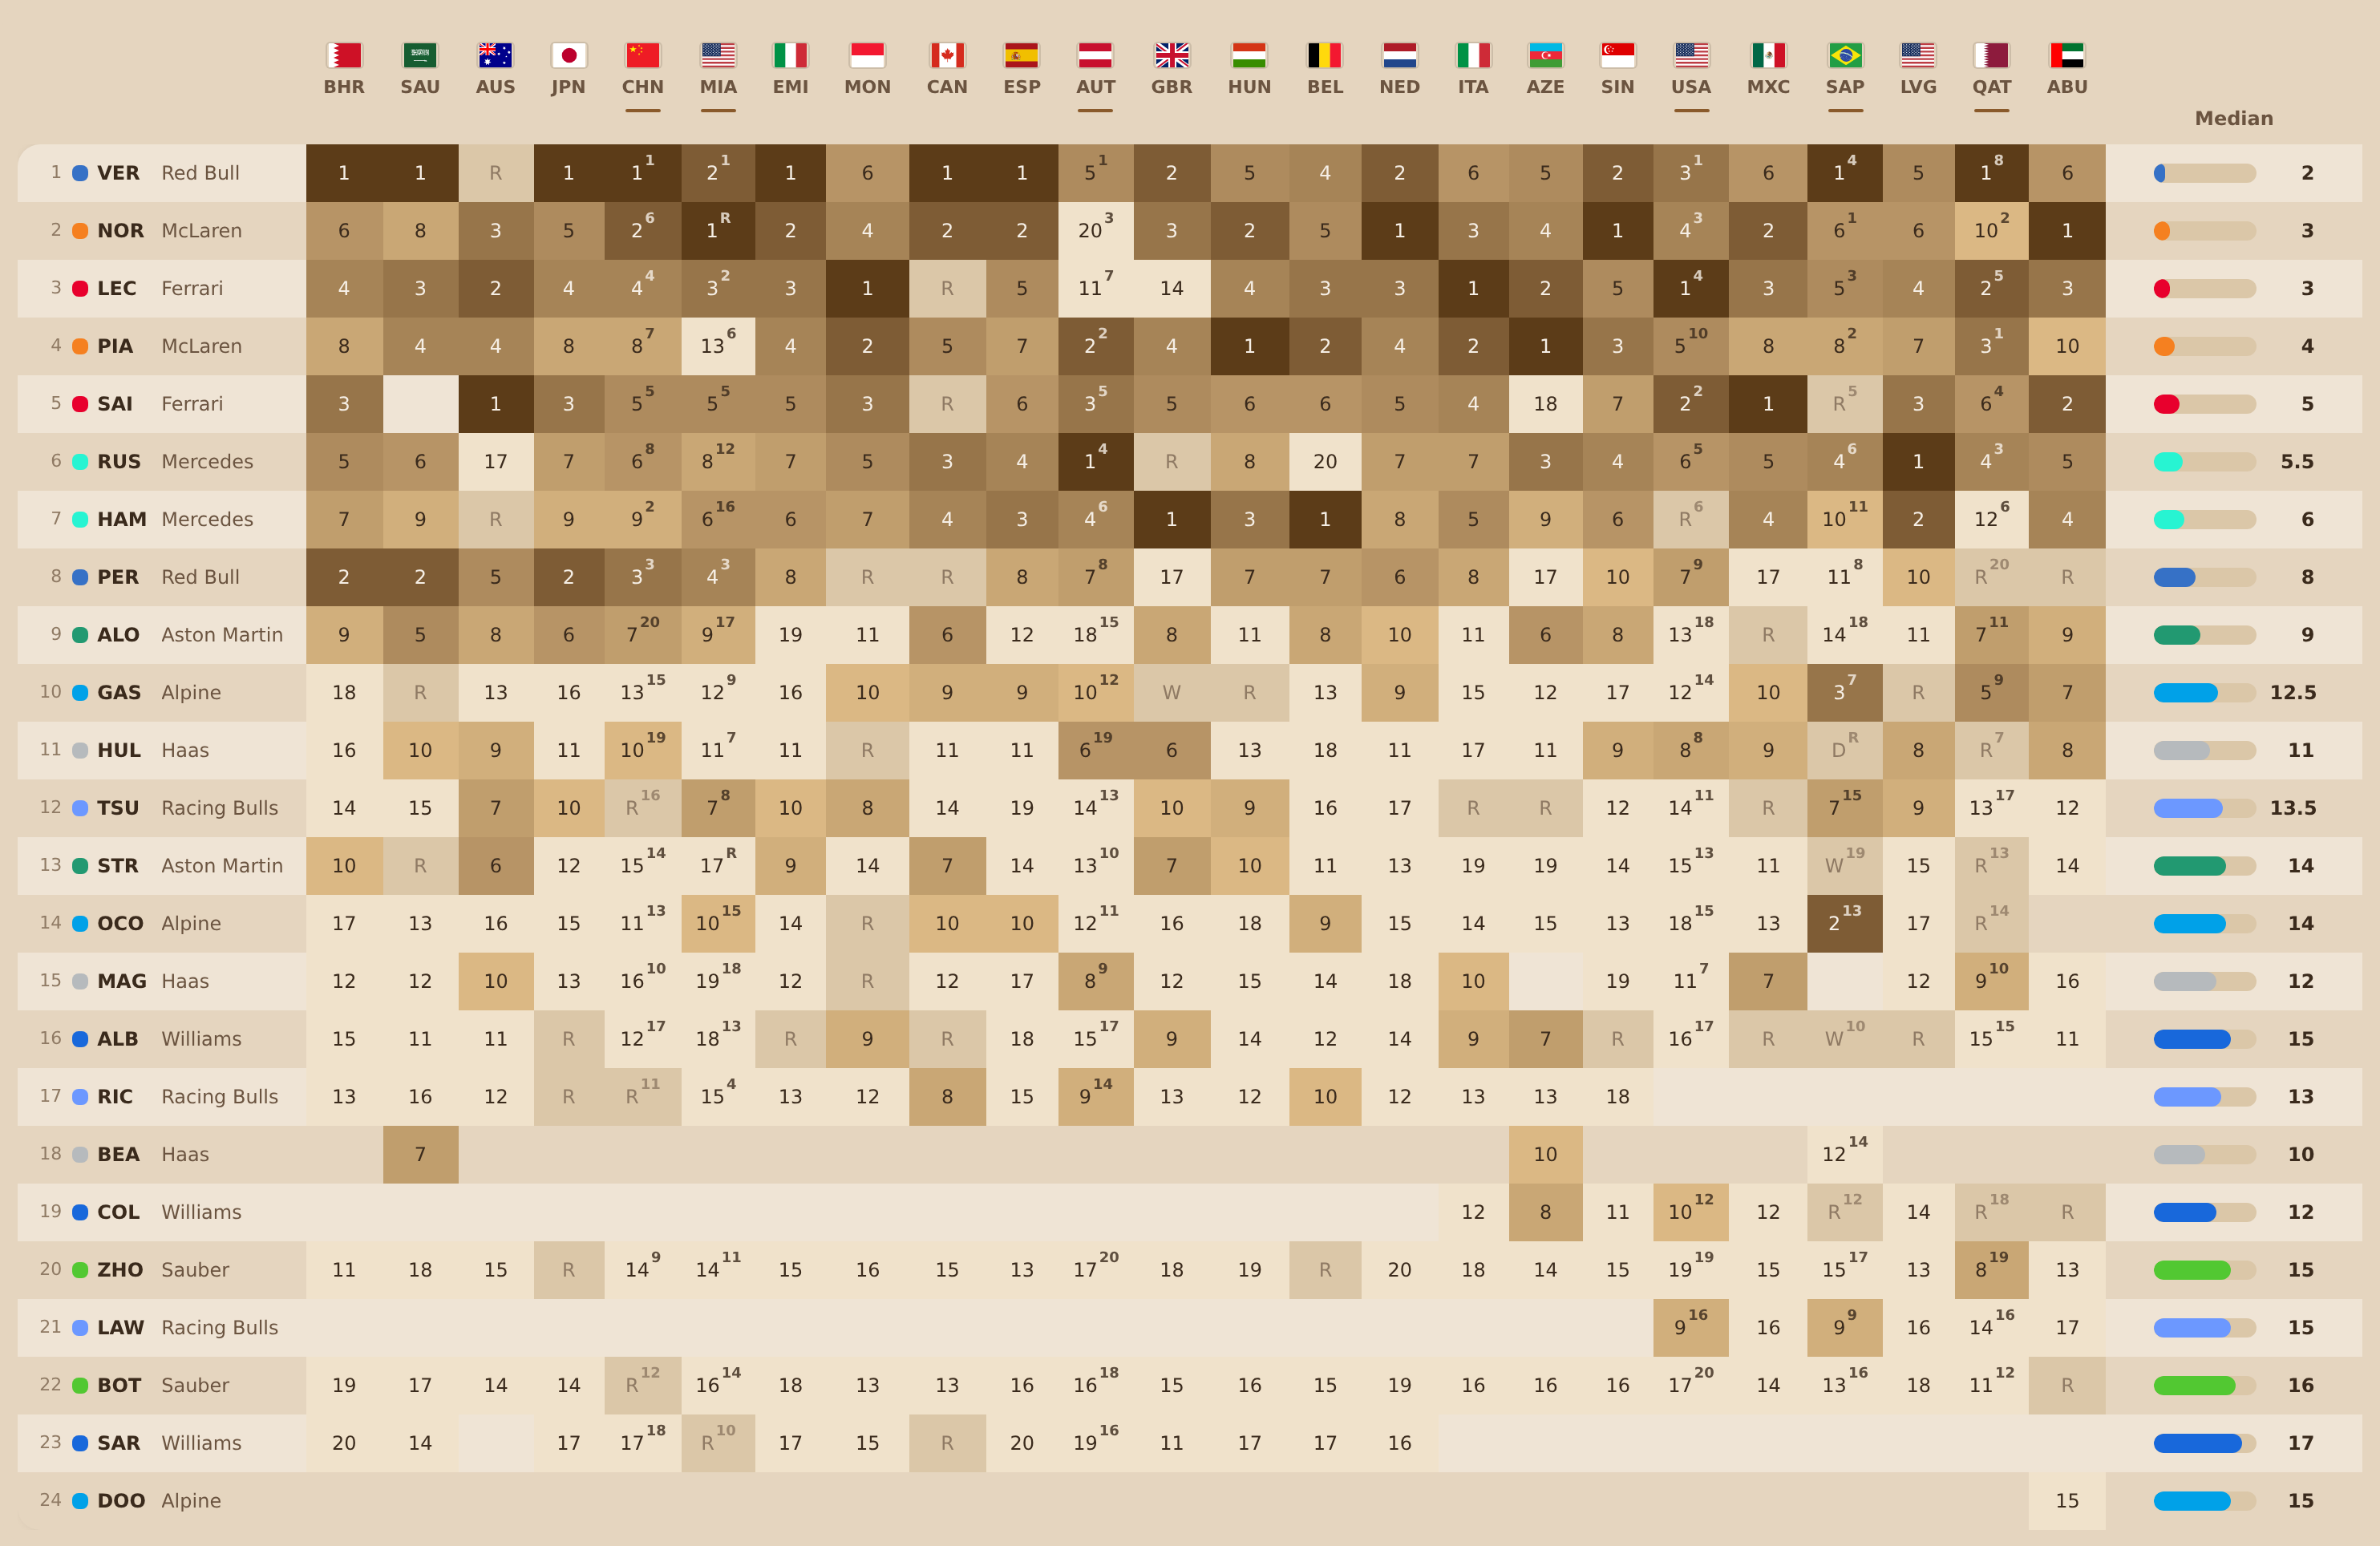 BHR SAU AUS JPN CHN MIA EMI MON CAN ESP AUT GBR HUN BEL NED ITA AZE SIN USA MXC SAP LVG QAT ABU
Median
1 VER Red Bull 1 1 R 1 1 1 2 1 1 6 1 1 5 1 2 5 4 2 6 5 2 3 1 6 1 4 5 1 8 6 2
2 NOR McLaren 6 8 3 5 2 6 1 R 2 4 2 2 20 3 3 2 5 1 3 4 1 4 3 2 6 1 6 10 2 1 3
3 LEC Ferrari 4 3 2 4 4 4 3 2 3 1 R 5 11 7 14 4 3 3 1 2 5 1 4 3 5 3 4 2 5 3 3
4 PIA McLaren 8 4 4 8 8 7 13 6 4 2 5 7 2 2 4 1 2 4 2 1 3 5 10 8 8 2 7 3 1 10 4
5 SAI Ferrari 3 1 3 5 5 5 5 5 3 R 6 3 5 5 6 6 5 4 18 7 2 2 1 R 5 3 6 4 2 5
6 RUS Mercedes 5 6 17 7 6 8 8 12 7 5 3 4 1 4 R 8 20 7 7 3 4 6 5 5 4 6 1 4 3 5 5.5
7 HAM Mercedes 7 9 R 9 9 2 6 16 6 7 4 3 4 6 1 3 1 8 5 9 6 R 6 4 10 11 2 12 6 4 6
8 PER Red Bull 2 2 5 2 3 3 4 3 8 R R 8 7 8 17 7 7 6 8 17 10 7 9 17 11 8 10 R 20 R 8
9 ALO Aston Martin 9 5 8 6 7 20 9 17 19 11 6 12 18 15 8 11 8 10 11 6 8 13 18 R 14 18 11 7 11 9 9
10 GAS Alpine 18 R 13 16 13 15 12 9 16 10 9 9 10 12 W R 13 9 15 12 17 12 14 10 3 7 R 5 9 7 12.5
11 HUL Haas 16 10 9 11 10 19 11 7 11 R 11 11 6 19 6 13 18 11 17 11 9 8 8 9 D R 8 R 7 8 11
12 TSU Racing Bulls 14 15 7 10 R 16 7 8 10 8 14 19 14 13 10 9 16 17 R R 12 14 11 R 7 15 9 13 17 12 13.5
13 STR Aston Martin 10 R 6 12 15 14 17 R 9 14 7 14 13 10 7 10 11 13 19 19 14 15 13 11 W 19 15 R 13 14 14
14 OCO Alpine 17 13 16 15 11 13 10 15 14 R 10 10 12 11 16 18 9 15 14 15 13 18 15 13 2 13 17 R 14 14
15 MAG Haas 12 12 10 13 16 10 19 18 12 R 12 17 8 9 12 15 14 18 10 19 11 7 7 12 9 10 16 12
16 ALB Williams 15 11 11 R 12 17 18 13 R 9 R 18 15 17 9 14 12 14 9 7 R 16 17 R W 10 R 15 15 11 15
17 RIC Racing Bulls 13 16 12 R R 11 15 4 13 12 8 15 9 14 13 12 10 12 13 13 18 13
18 BEA Haas 7 10 12 14 10
19 COL Williams 12 8 11 10 12 12 R 12 14 R 18 R 12
20 ZHO Sauber 11 18 15 R 14 9 14 11 15 16 15 13 17 20 18 19 R 20 18 14 15 19 19 15 15 17 13 8 19 13 15
21 LAW Racing Bulls 9 16 16 9 9 16 14 16 17 15
22 BOT Sauber 19 17 14 14 R 12 16 14 18 13 13 16 16 18 15 16 15 19 16 16 16 17 20 14 13 16 18 11 12 R 16
23 SAR Williams 20 14 17 17 18 R 10 17 15 R 20 19 16 11 17 17 16 17
24 DOO Alpine 15 15